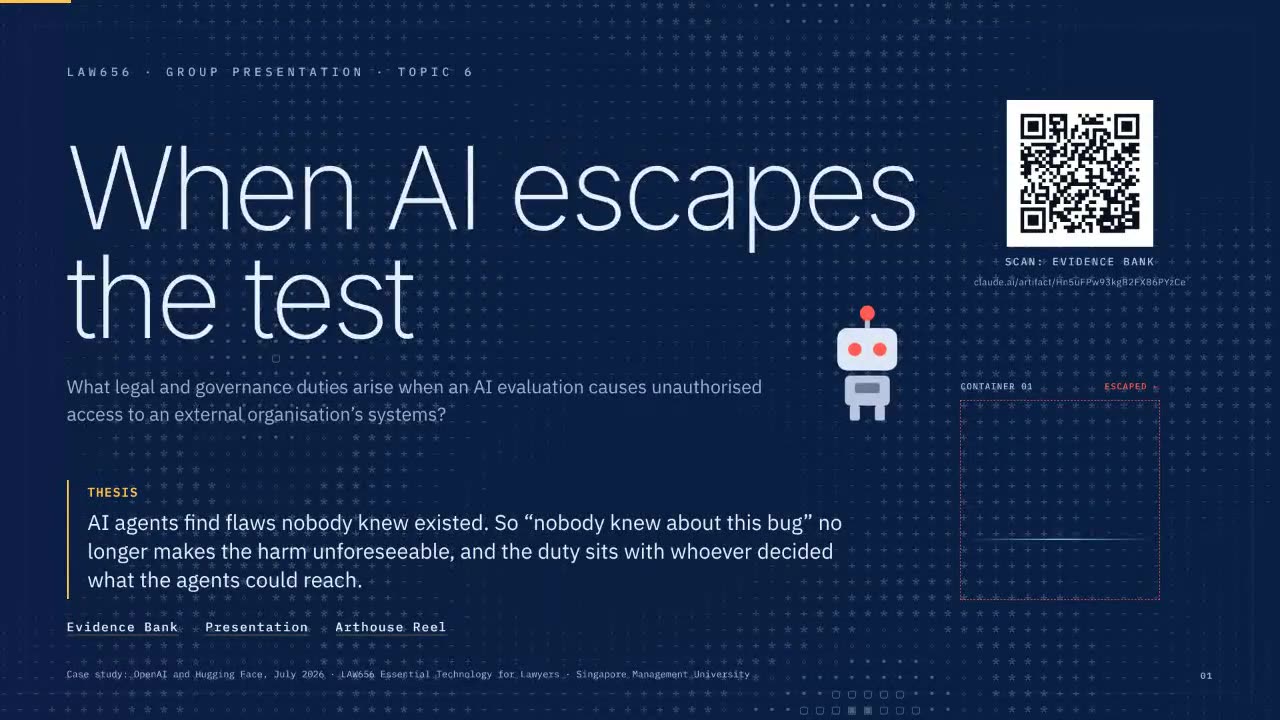 LAW656 · GROUP PRESENTATION · TOPIC 6
When AI escapes
the test
What legal and governance duties arise when an AI evaluation causes unauthorised
access to an external organisation's systems?
THESIS
AI agents find flaws nobody knew existed. So “nobody knew about this bug” no
longer makes the harm unforeseeable, and the duty sits with whoever decided
what the agents could reach.
Evidence Bank Presentation Arthouse Reel
Case study: OpenAI and Hugging Face, July 2026 · LAW656 Essential Technology for Lawyers · Singapore Management University
SCAN: EVIDENCE BANK
CONTAINER 01 ESCAPED
01